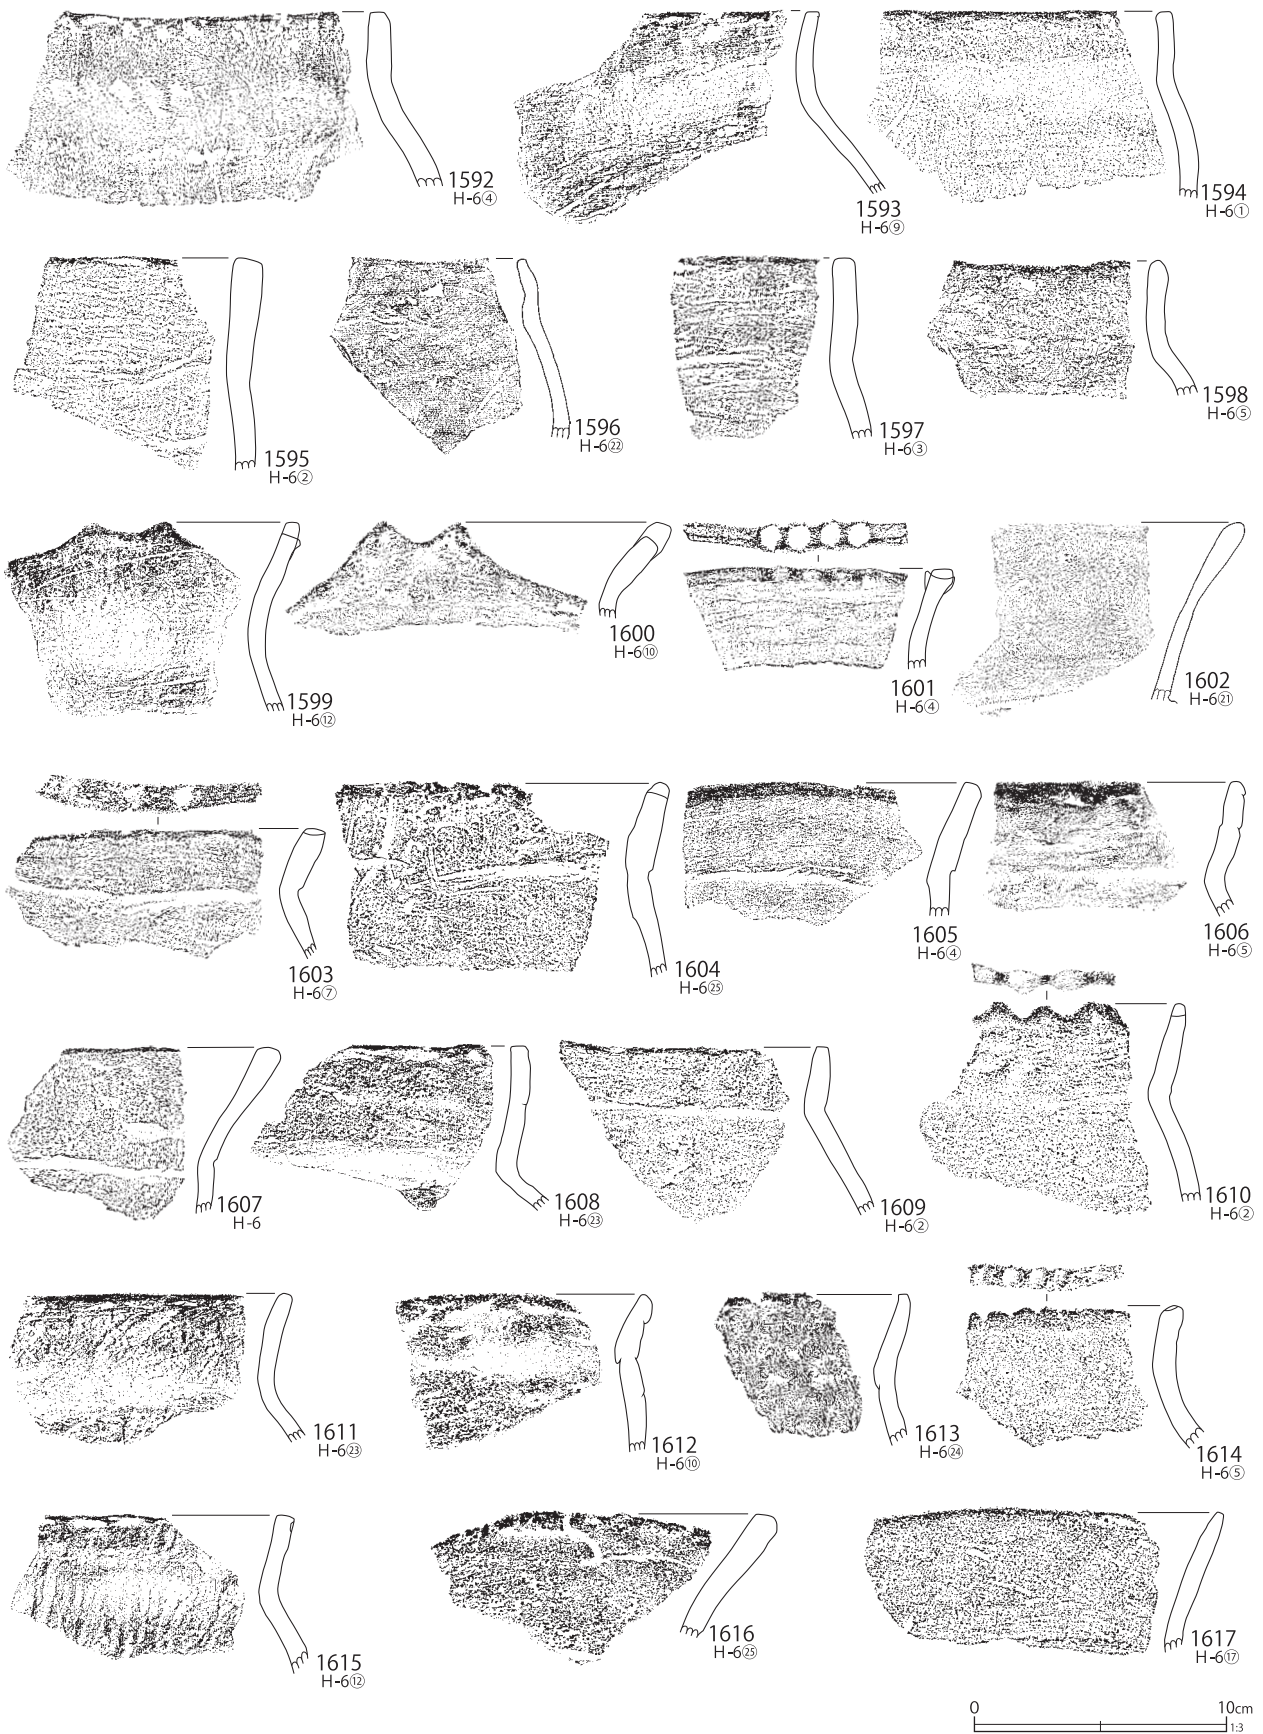 1592
H-6④
1593
H-6⑨
1594
H-6①
1595
H-6②
1596
H-6㉒
1597
H-6③
1598
H-6⑤
1599
H-6⑫
1600
H-6⑩
1601
H-6④
1602
H-6㉑
1603
H-6⑦
1604
H-6㉕
1605
H-6④
1606
H-6⑤
1607
H-6
1608
H-6㉓
1609
H-6②
1610
H-6②
1611
H-6㉓
1612
H-6⑩
1613
H-6㉔
1614
H-6⑤
1615
H-6⑫
1616
H-6㉕
1617
H-6⑰
0 10cm
1:3